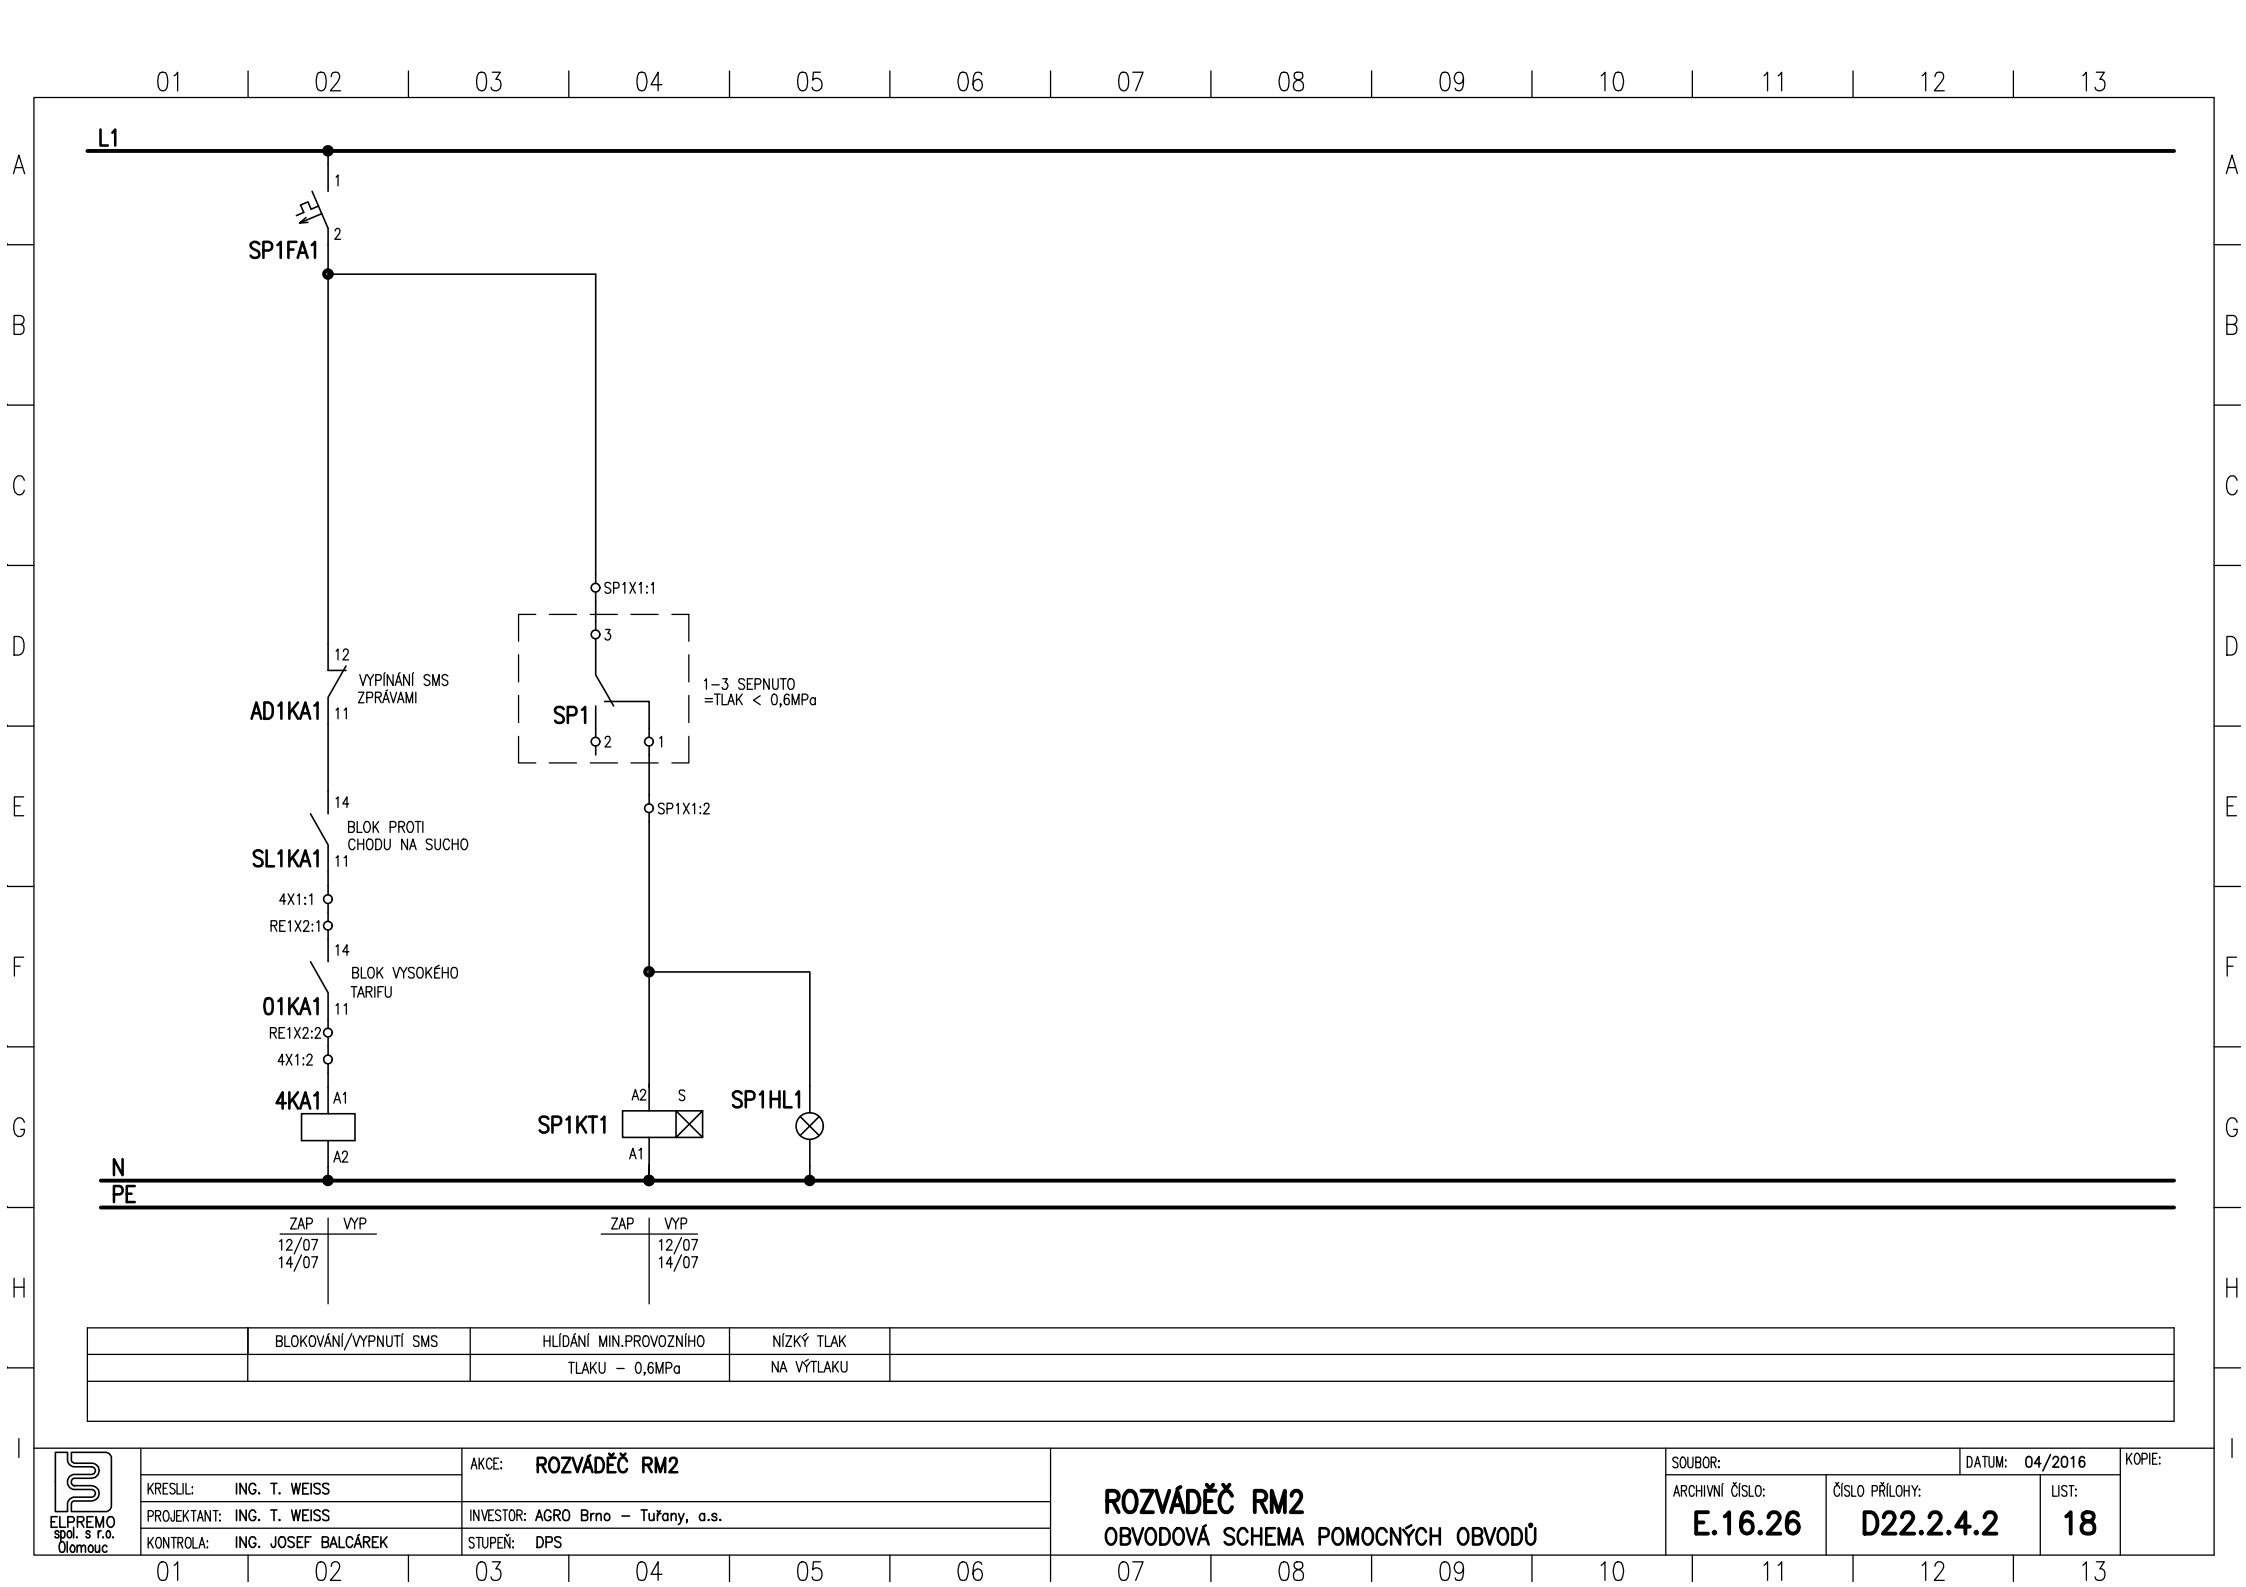 01 02 03 04 05 06 07 08 09 10 11 12 13
L1
A A
1
2
SP1FA1
B B
C C
SP1X1:1
3
D D
12
VYPÍNÁNÍ SMS
ZPRÁVAMI
AD1KA1 11
1-3 SEPNUTO
=TLAK < 0,6MPa
SP1
2 1
14
E E
SP1X1:2
BLOK PROTI
CHODU NA SUCHO
SL1KA1 11
4X1:1
RE1X2:1
14
F F
BLOK VYSOKÉHO
TARIFU
01KA1 11
RE1X2:2
4X1:2
4KA1 A1
A2 S
SP1HL1
SP1KT1
G G
A1
A2
N
PE
ZAP VYP
12/07
14/07
ZAP VYP
12/07
14/07
H H
BLOKOVÁNÍ/VYPNUTÍ SMS HLÍDÁNÍ MIN.PROVOZNÍHO NÍZKÝ TLAK
TLAKU - 0,6MPa NA VÝTLAKU
I I
ELPREMO
spol. s r.o.
Olomouc
KRESLIL: ING. T. WEISS
PROJEKTANT: ING. T. WEISS
KONTROLA: ING. JOSEF BALCÁREK
AKCE: ROZVÁDĚČ RM2
INVESTOR: AGRO Brno - Tuřany, a.s.
STUPEŇ: DPS
ROZVÁDĚČ RM2
OBVODOVÁ SCHEMA POMOCNÝCH OBVODŮ
SOUBOR: DATUM: 04/2016 KOPIE:
ARCHIVNÍ ČÍSLO: ČÍSLO PŘÍLOHY: LIST:
E.16.26 D22.2.4.2 18
01 02 03 04 05 06 07 08 09 10 11 12 13